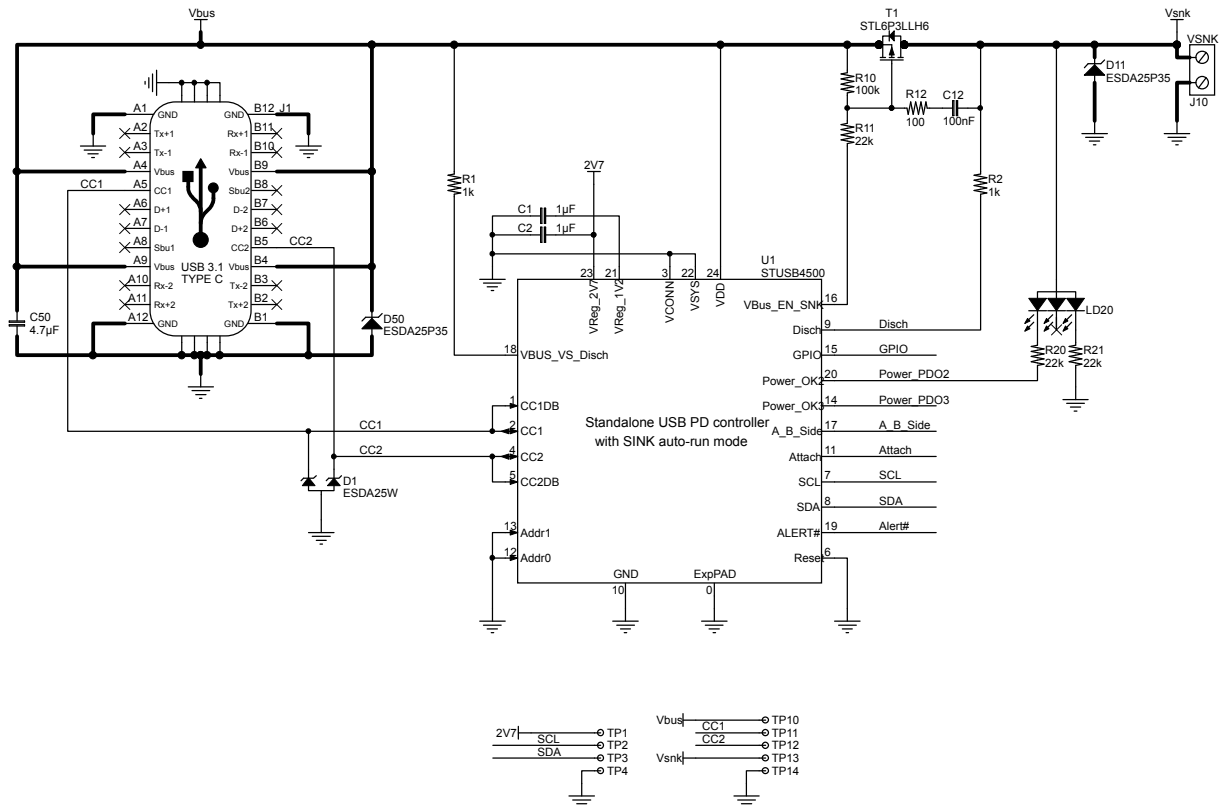 Vbus
T1
STL6P3LLH6
Vsnk
VSNK
J10
D11
ESDA25P35
R10
100k
R12
100
C12
100nF
R11
22k
R2
1k
R1
1k
A1 GND GND B12 J1
A2 Tx+1 Rx+1 B11
A3 Tx-1 Rx-1 B10
A4 Vbus Vbus B9
CC1 A5 CC1 Sbu2 B8
A6 D+1 D-2 B7
A7 D-1 D+2 B6
A8 Sbu1 CC2 B5 CC2
A9 Vbus Vbus B4
A10 Rx-2 Tx-2 B3
A11 Rx+2 Tx+2 B2
A12 GND GND B1
USB 3.1
TYPE C
C50
4.7µF
D50
ESDA25P35
2V7
C1 1µF
C2 1µF
U1
STUSB4500
23 21 3 22 24
VReg_2V7
VReg_1V2
VCONN
VSYS
VDD
VBus_EN_SNK 16
Disch 9 Disch
18 VBUS_VS_Disch
GPIO 15 GPIO
Power_OK2 20 Power_PDO2
1 CC1DB
Power_OK3 14 Power_PDO3
CC1 2 CC1
A_B_Side 17 A_B_Side
CC2 4 CC2
Attach 11 Attach
5 CC2DB
SCL 7 SCL
SDA 8 SDA
13 Addr1
ALERT# 19 Alert#
12 Addr0
Reset 6
Standalone USB PD controller
with SINK auto-run mode
GND
10
ExpPAD
0
D1
ESDA25W
LD20
R20
22k
R21
22k
2V7 TP1
SCL TP2
SDA TP3
TP4
Vbus TP10
CC1 TP11
CC2 TP12
Vsnk TP13
TP14